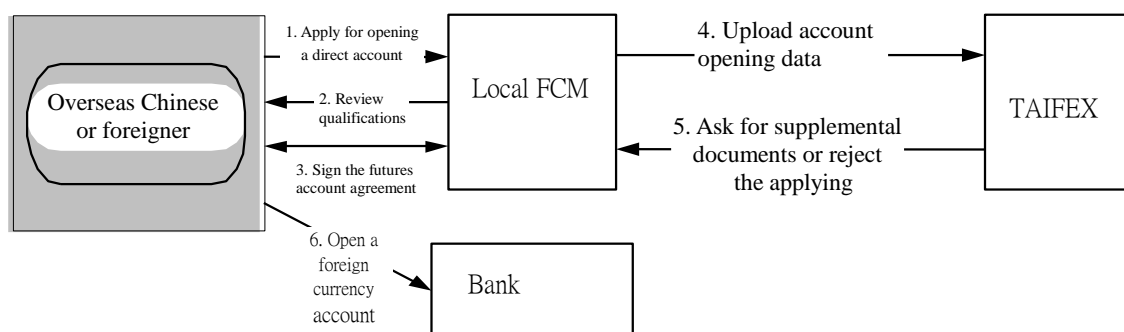 Overseas Chinese
or foreigner
1. Apply for opening
a direct account
2. Review
qualifications
3. Sign the futures
account agreement
Local FCM
4. Upload account
opening data
5. Ask for supplemental
documents or reject
the applying
TAIFEX
6. Open a
foreign
currency
account
Bank